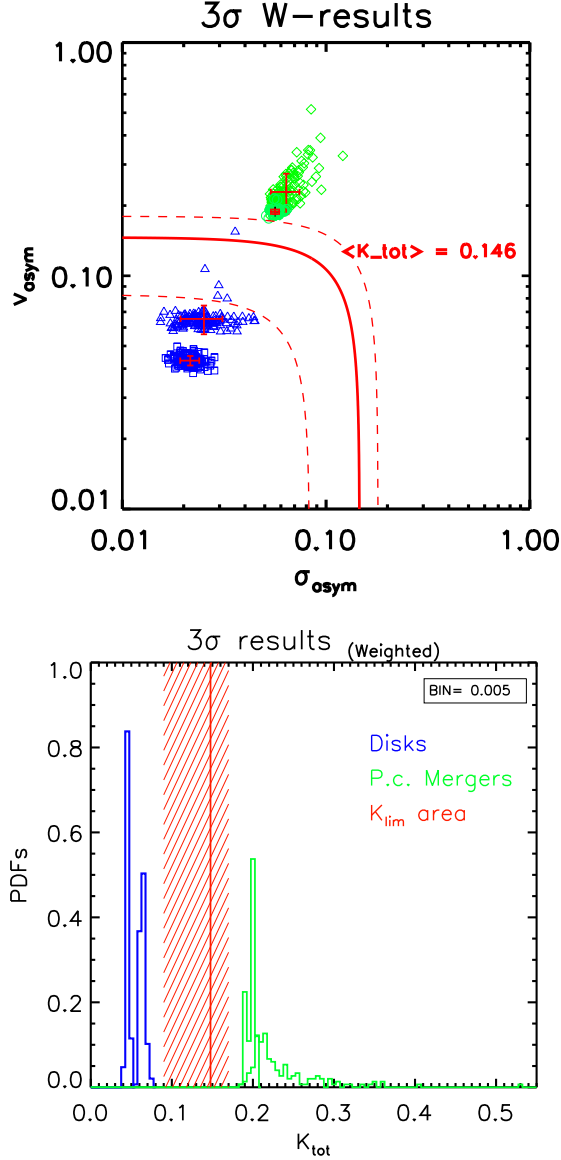 3σ W-results
1.00
0.10
0.01
v_asym
<K_tot> = 0.146
0.01 0.10 1.00
σ_asym
3σ results (Weighted)
1.0
0.8
0.6
0.4
0.2
0.0
PDFs
BIN= 0.005
Disks
P.c. Mergers
K_lim area
0.0 0.1 0.2 0.3 0.4 0.5
K_tot